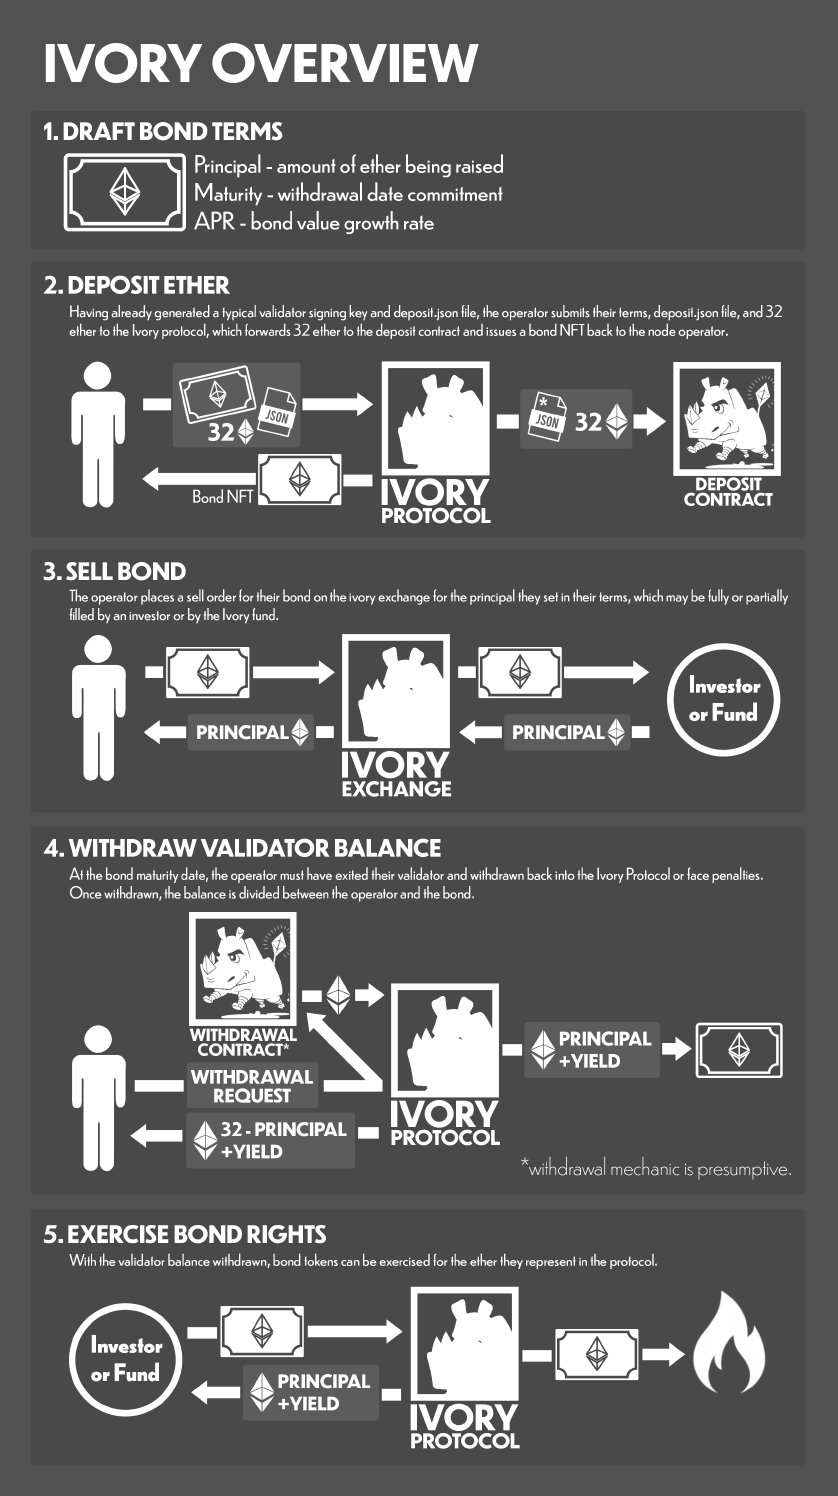 IVORY OVERVIEW
1. DRAFT BOND TERMS
Principal - amount of ether being raised
Maturity - withdrawal date commitment
APR - bond value growth rate
2. DEPOSIT ETHER
Having already generated a typical validator signing key and deposit.json file, the operator submits their terms, deposit.json file, and 32
ether to the Ivory protocol, which forwards 32 ether to the deposit contract and issues a bond NFT back to the node operator.
JSON
32
Bond NFT
IVORY
PROTOCOL
*
JSON
32
DEPOSIT
CONTRACT
3. SELL BOND
The operator places a sell order for their bond on the ivory exchange for the principal they set in their terms, which may be fully or partially
filled by an investor or by the Ivory fund.
PRINCIPAL
IVORY
EXCHANGE
PRINCIPAL
Investor
or Fund
4. WITHDRAW VALIDATOR BALANCE
At the bond maturity date, the operator must have exited their validator and withdrawn back into the Ivory Protocol or face penalties.
Once withdrawn, the balance is divided between the operator and the bond.
WITHDRAWAL
CONTRACT*
WITHDRAWAL
REQUEST
32 - PRINCIPAL
+YIELD
IVORY
PROTOCOL
PRINCIPAL
+YIELD
*withdrawal mechanic is presumptive.
5. EXERCISE BOND RIGHTS
With the validator balance withdrawn, bond tokens can be exercised for the ether they represent in the protocol.
Investor
or Fund
PRINCIPAL
+YIELD
IVORY
PROTOCOL